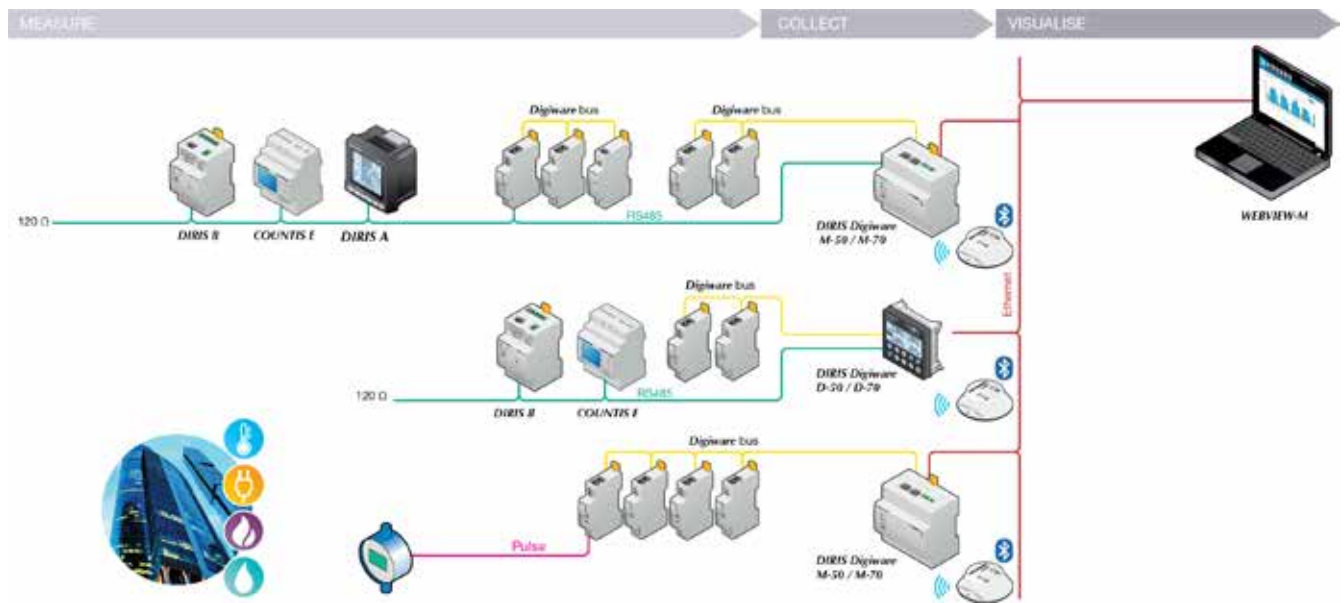 MEASURE
COLLECT
VISUALISE
Digiware bus
Digiware bus
120 Ω
RS485
DIRIS B
COUNTIS E
DIRIS A
DIRIS Digiware
M-50 / M-70
WEBVIEW-M
Ethernet
Digiware bus
120 Ω
RS485
DIRIS B
COUNTIS E
DIRIS Digiware
D-50 / D-70
Digiware bus
Pulse
DIRIS Digiware
M-50 / M-70